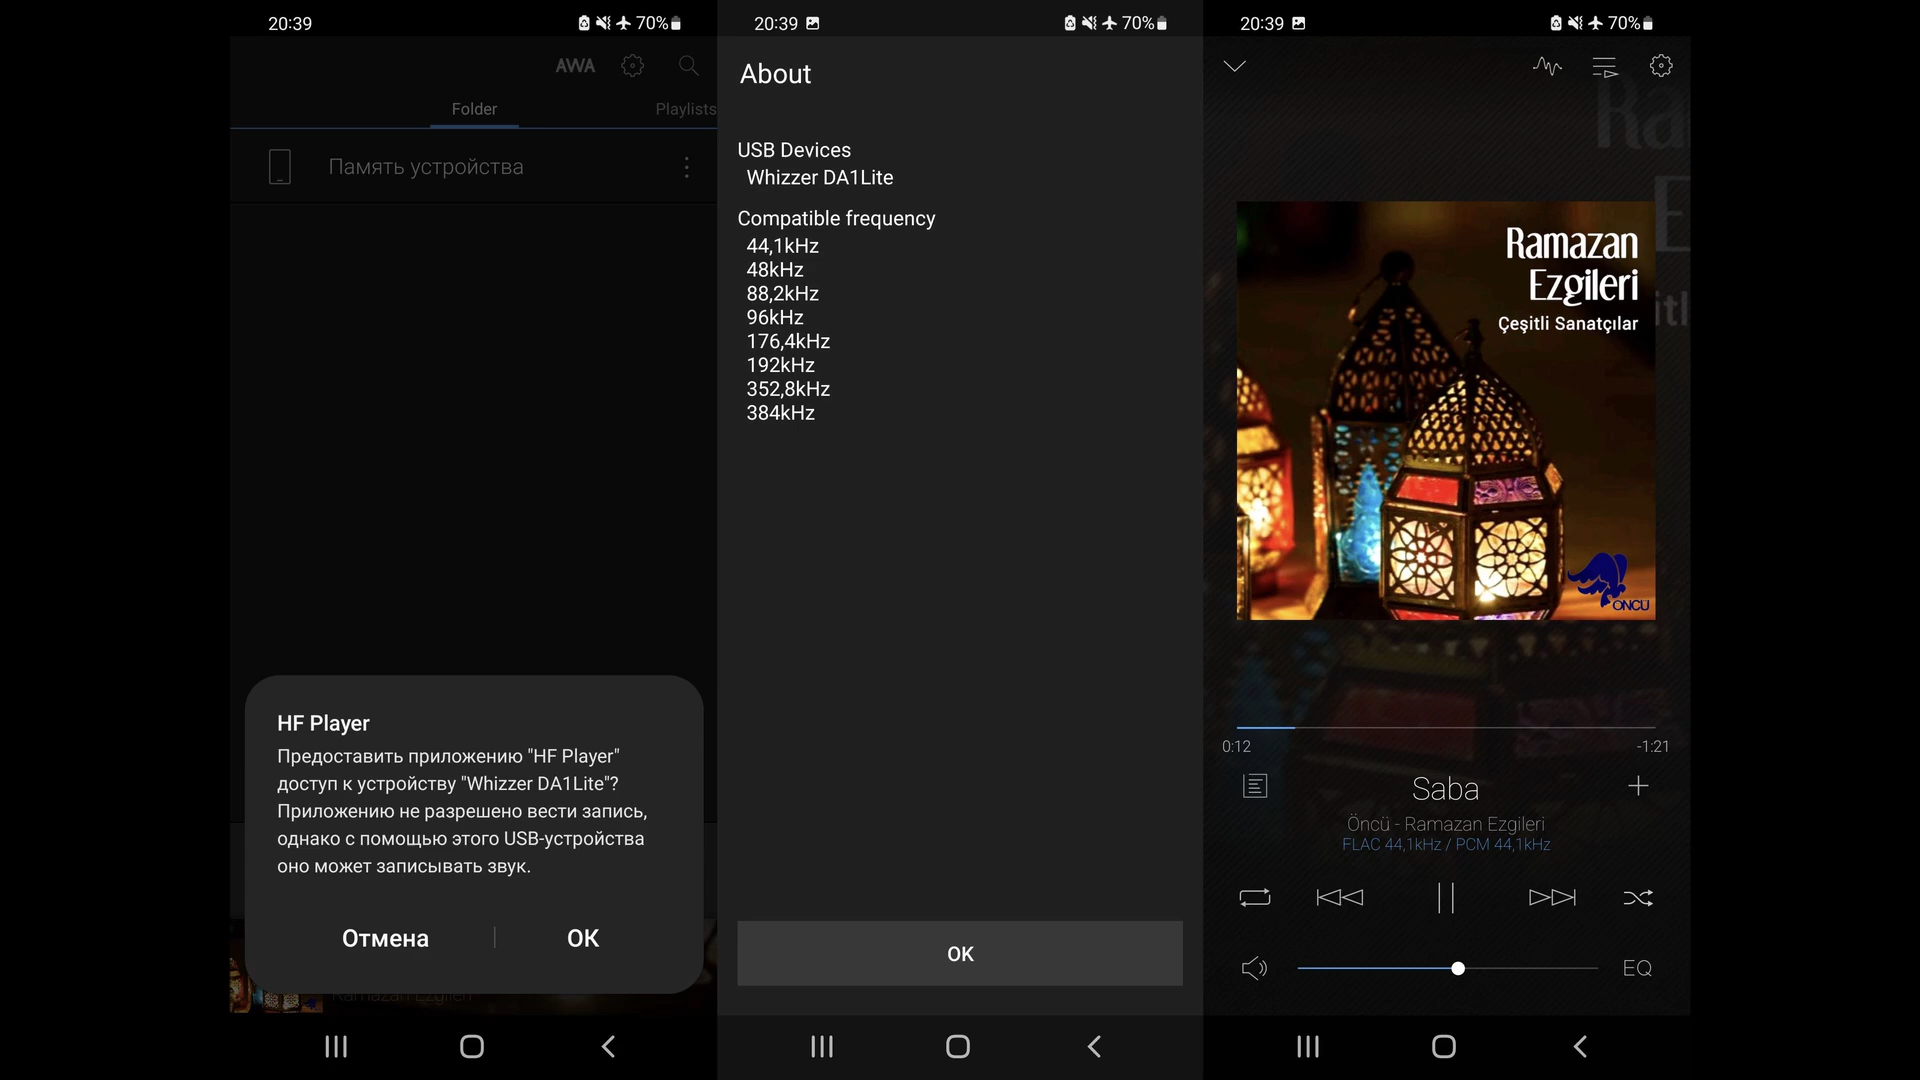 20:39
70%
AWA
Folder
Playlists
Память устройства
HF Player
Предоставить приложению "HF Player"
доступ к устройству "Whizzer DA1Lite"?
Приложению не разрешено вести запись,
однако с помощью этого USB-устройства
оно может записывать звук.
Отмена
ОК
Ramazan Ezgileri
20:39
70%
About
USB Devices
Whizzer DA1Lite
Compatible frequency
44,1kHz
48kHz
88,2kHz
96kHz
176,4kHz
192kHz
352,8kHz
384kHz
OK
20:39
70%
Ramazan
Ezgileri
Çeşitli Sanatçılar
ÖNCÜ
0:12
-1:21
Saba
Öncü - Ramazan Ezgileri
FLAC 44,1kHz / PCM 44,1kHz
EQ